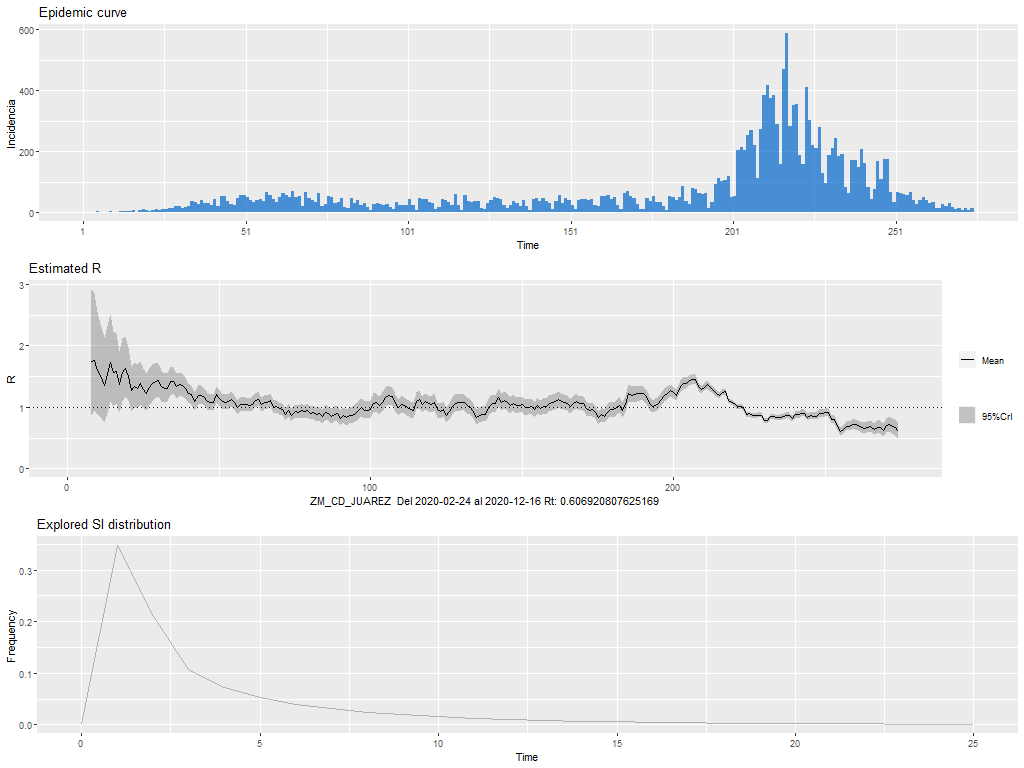 Epidemic curve
600
400
200
0
Incidencia
1 51 101 151 201 251
Time
Estimated R
3
2
1
0
R
Mean
95%CrI
0 100 200
ZM_CD_JUAREZ Del 2020-02-24 al 2020-12-16 Rt: 0.606920807625169
Explored SI distribution
0.3
0.2
0.1
0.0
Frequency
0 5 10 15 20 25
Time